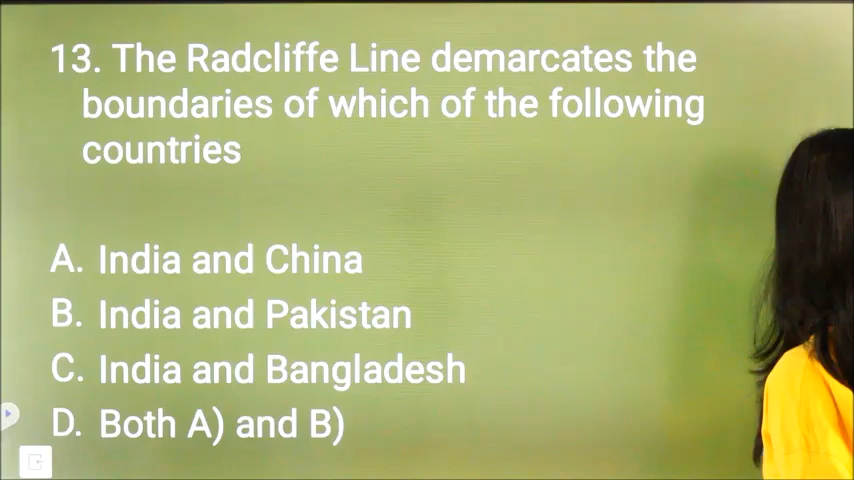 13. The Radcliffe Line demarcates the
boundaries of which of the following
countries
A. India and China
B. India and Pakistan
C. India and Bangladesh
D. Both A) and B)